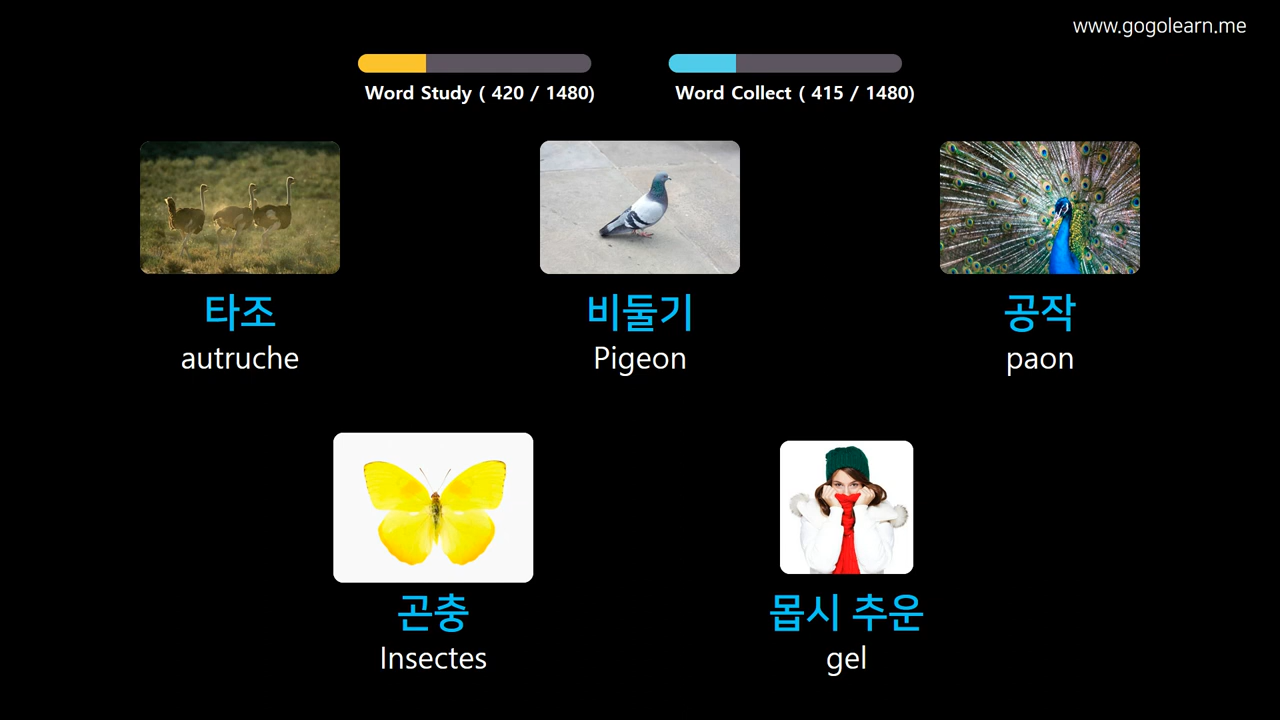 www.gogolearn.me
Word Study ( 420 / 1480)
Word Collect ( 415 / 1480)
타조
autruche
비둘기
Pigeon
공작
paon
곤충
Insectes
몹시 추운
gel